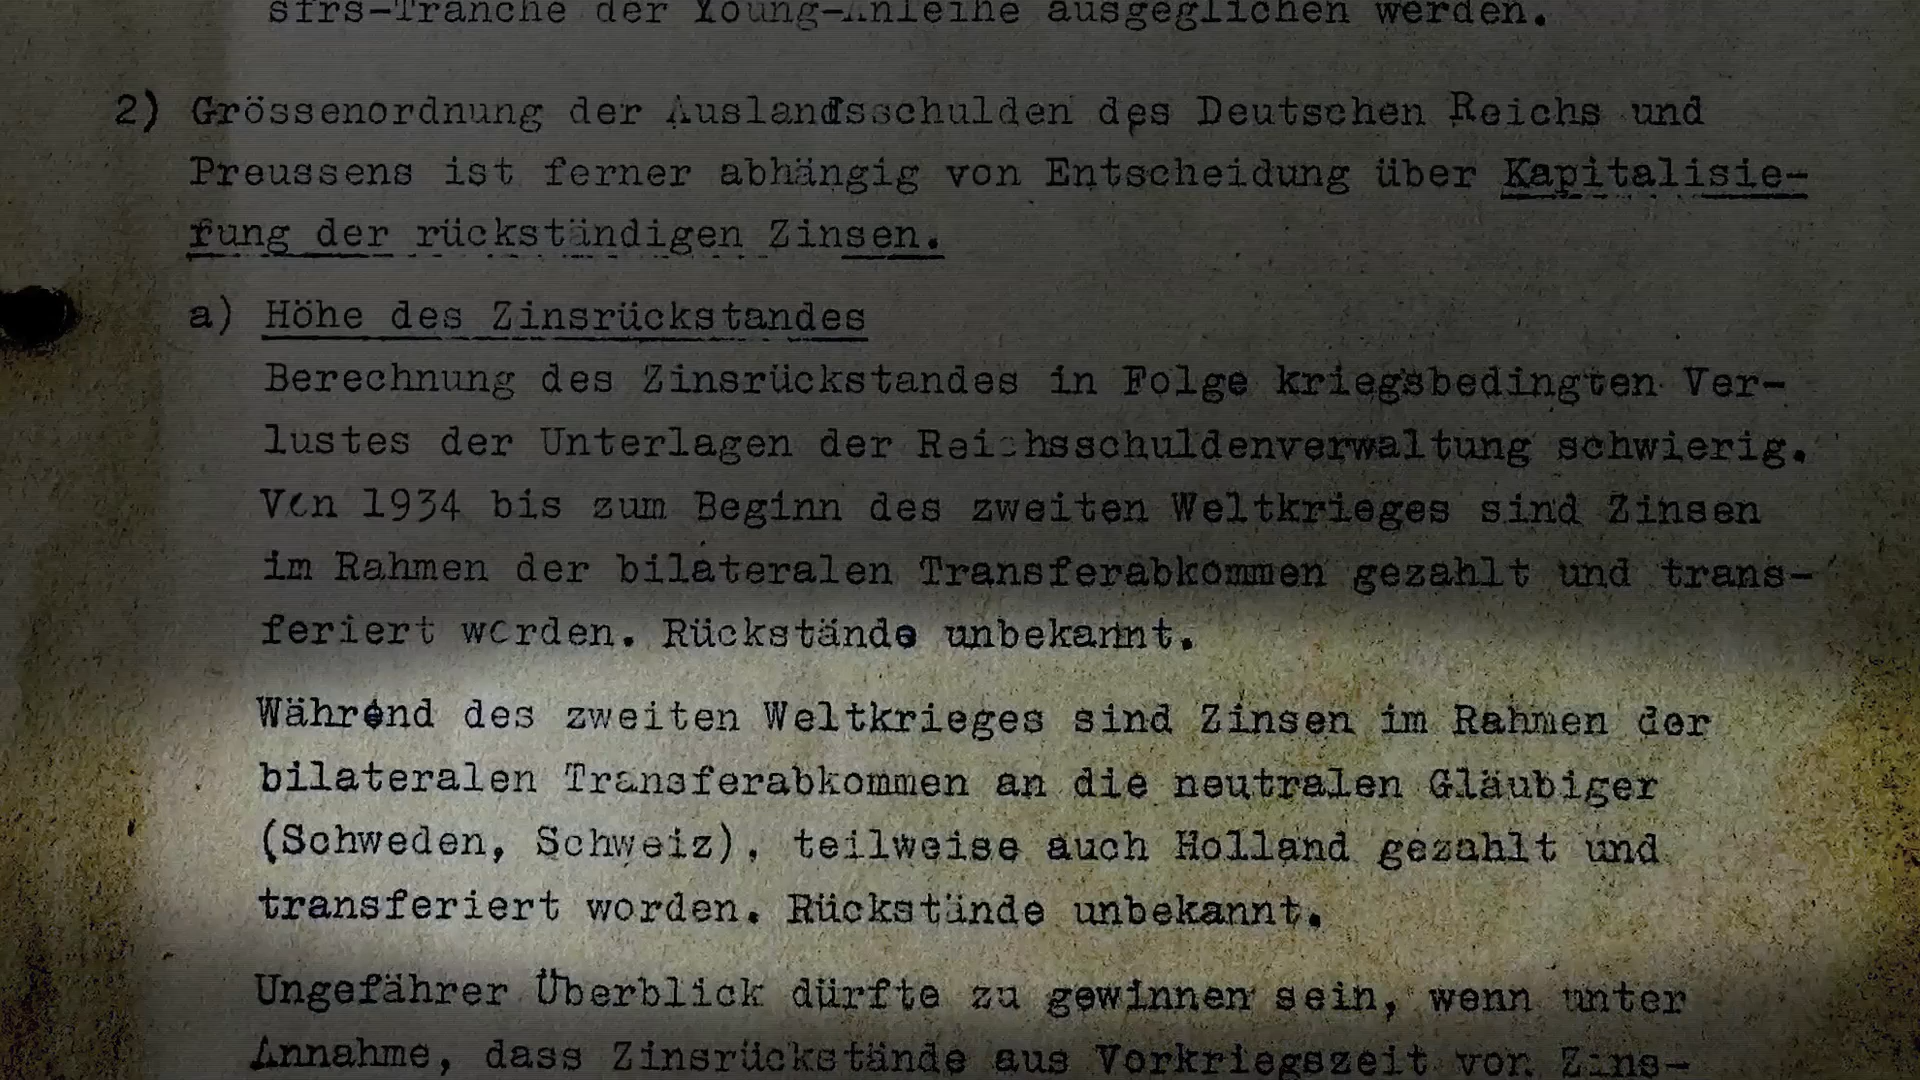 sfrs-Tranche der Young-Anleihe ausgeglichen werden.
2) Grössenordnung der Auslandsschulden des Deutschen Reichs und
Preussens ist ferner abhängig von Entscheidung über Kapitalisie-
rung der rückständigen Zinsen.
a) Höhe des Zinsrückstandes
Berechnung des Zinsrückstandes in Folge kriegsbedingten Ver-
lustes der Unterlagen der Reichsschuldenverwaltung schwierig.
Von 1934 bis zum Beginn des zweiten Weltkrieges sind Zinsen
im Rahmen der bilateralen Transferabkommen gezahlt und trans-
feriert worden. Rückstände unbekannt.
Während des zweiten Weltkrieges sind Zinsen im Rahmen der
bilateralen Transferabkommen an die neutralen Gläubiger
(Schweden, Schweiz), teilweise auch Holland gezahlt und
transferiert worden. Rückstände unbekannt.
Ungefährer Überblick dürfte zu gewinnen sein, wenn unter
Annahme, dass Zinsrückstände aus Vorkriegszeit von Zins-